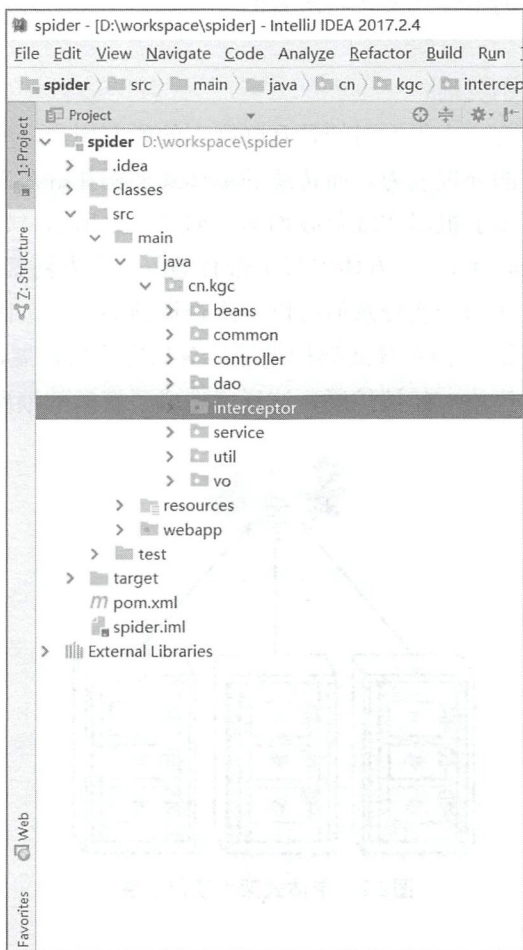 spider - [D:\workspace\spider] - IntelliJ IDEA 2017.2.4
File Edit View Navigate Code Analyze Refactor Build Run
spider src main java cn kgc intercep
Project
1: Project
Z: Structure
spider D:\workspace\spider
.idea
classes
src
main
java
cn.kgc
beans
common
controller
dao
interceptor
service
util
vo
resources
webapp
test
target
pom.xml
spider.iml
External Libraries
Web
Favorites